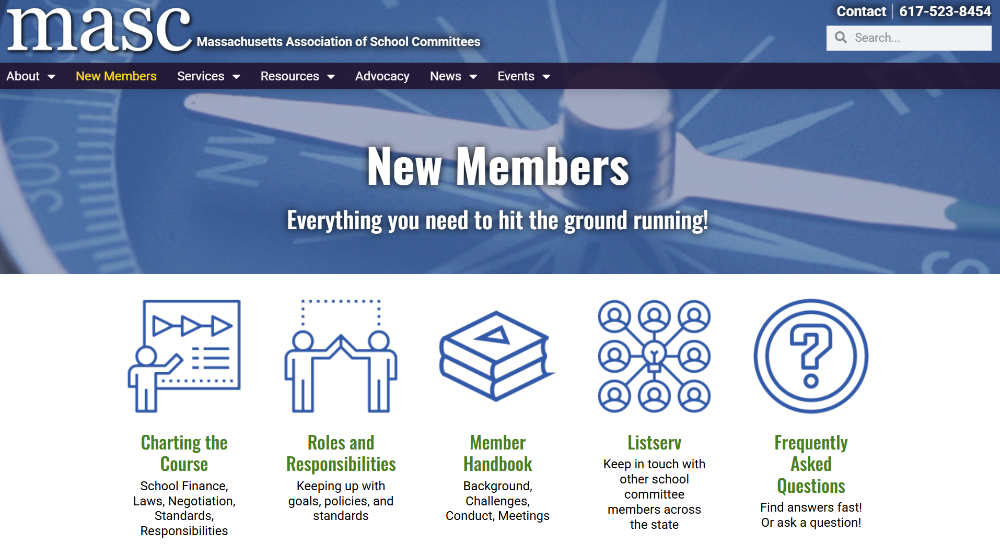 masc Massachusetts Association of School Committees
Contact 617-523-8454
Search...
About New Members Services Resources Advocacy News Events
300
W
E
S
New Members
Everything you need to hit the ground running!
Charting the
Course
School Finance,
Laws, Negotiation,
Standards,
Responsibilities
Roles and
Responsibilities
Keeping up with
goals, policies, and
standards
Member
Handbook
Background,
Challenges,
Conduct, Meetings
Listserv
Keep in touch with
other school
committee
members across
the state
?
Frequently
Asked
Questions
Find answers fast!
Or ask a question!